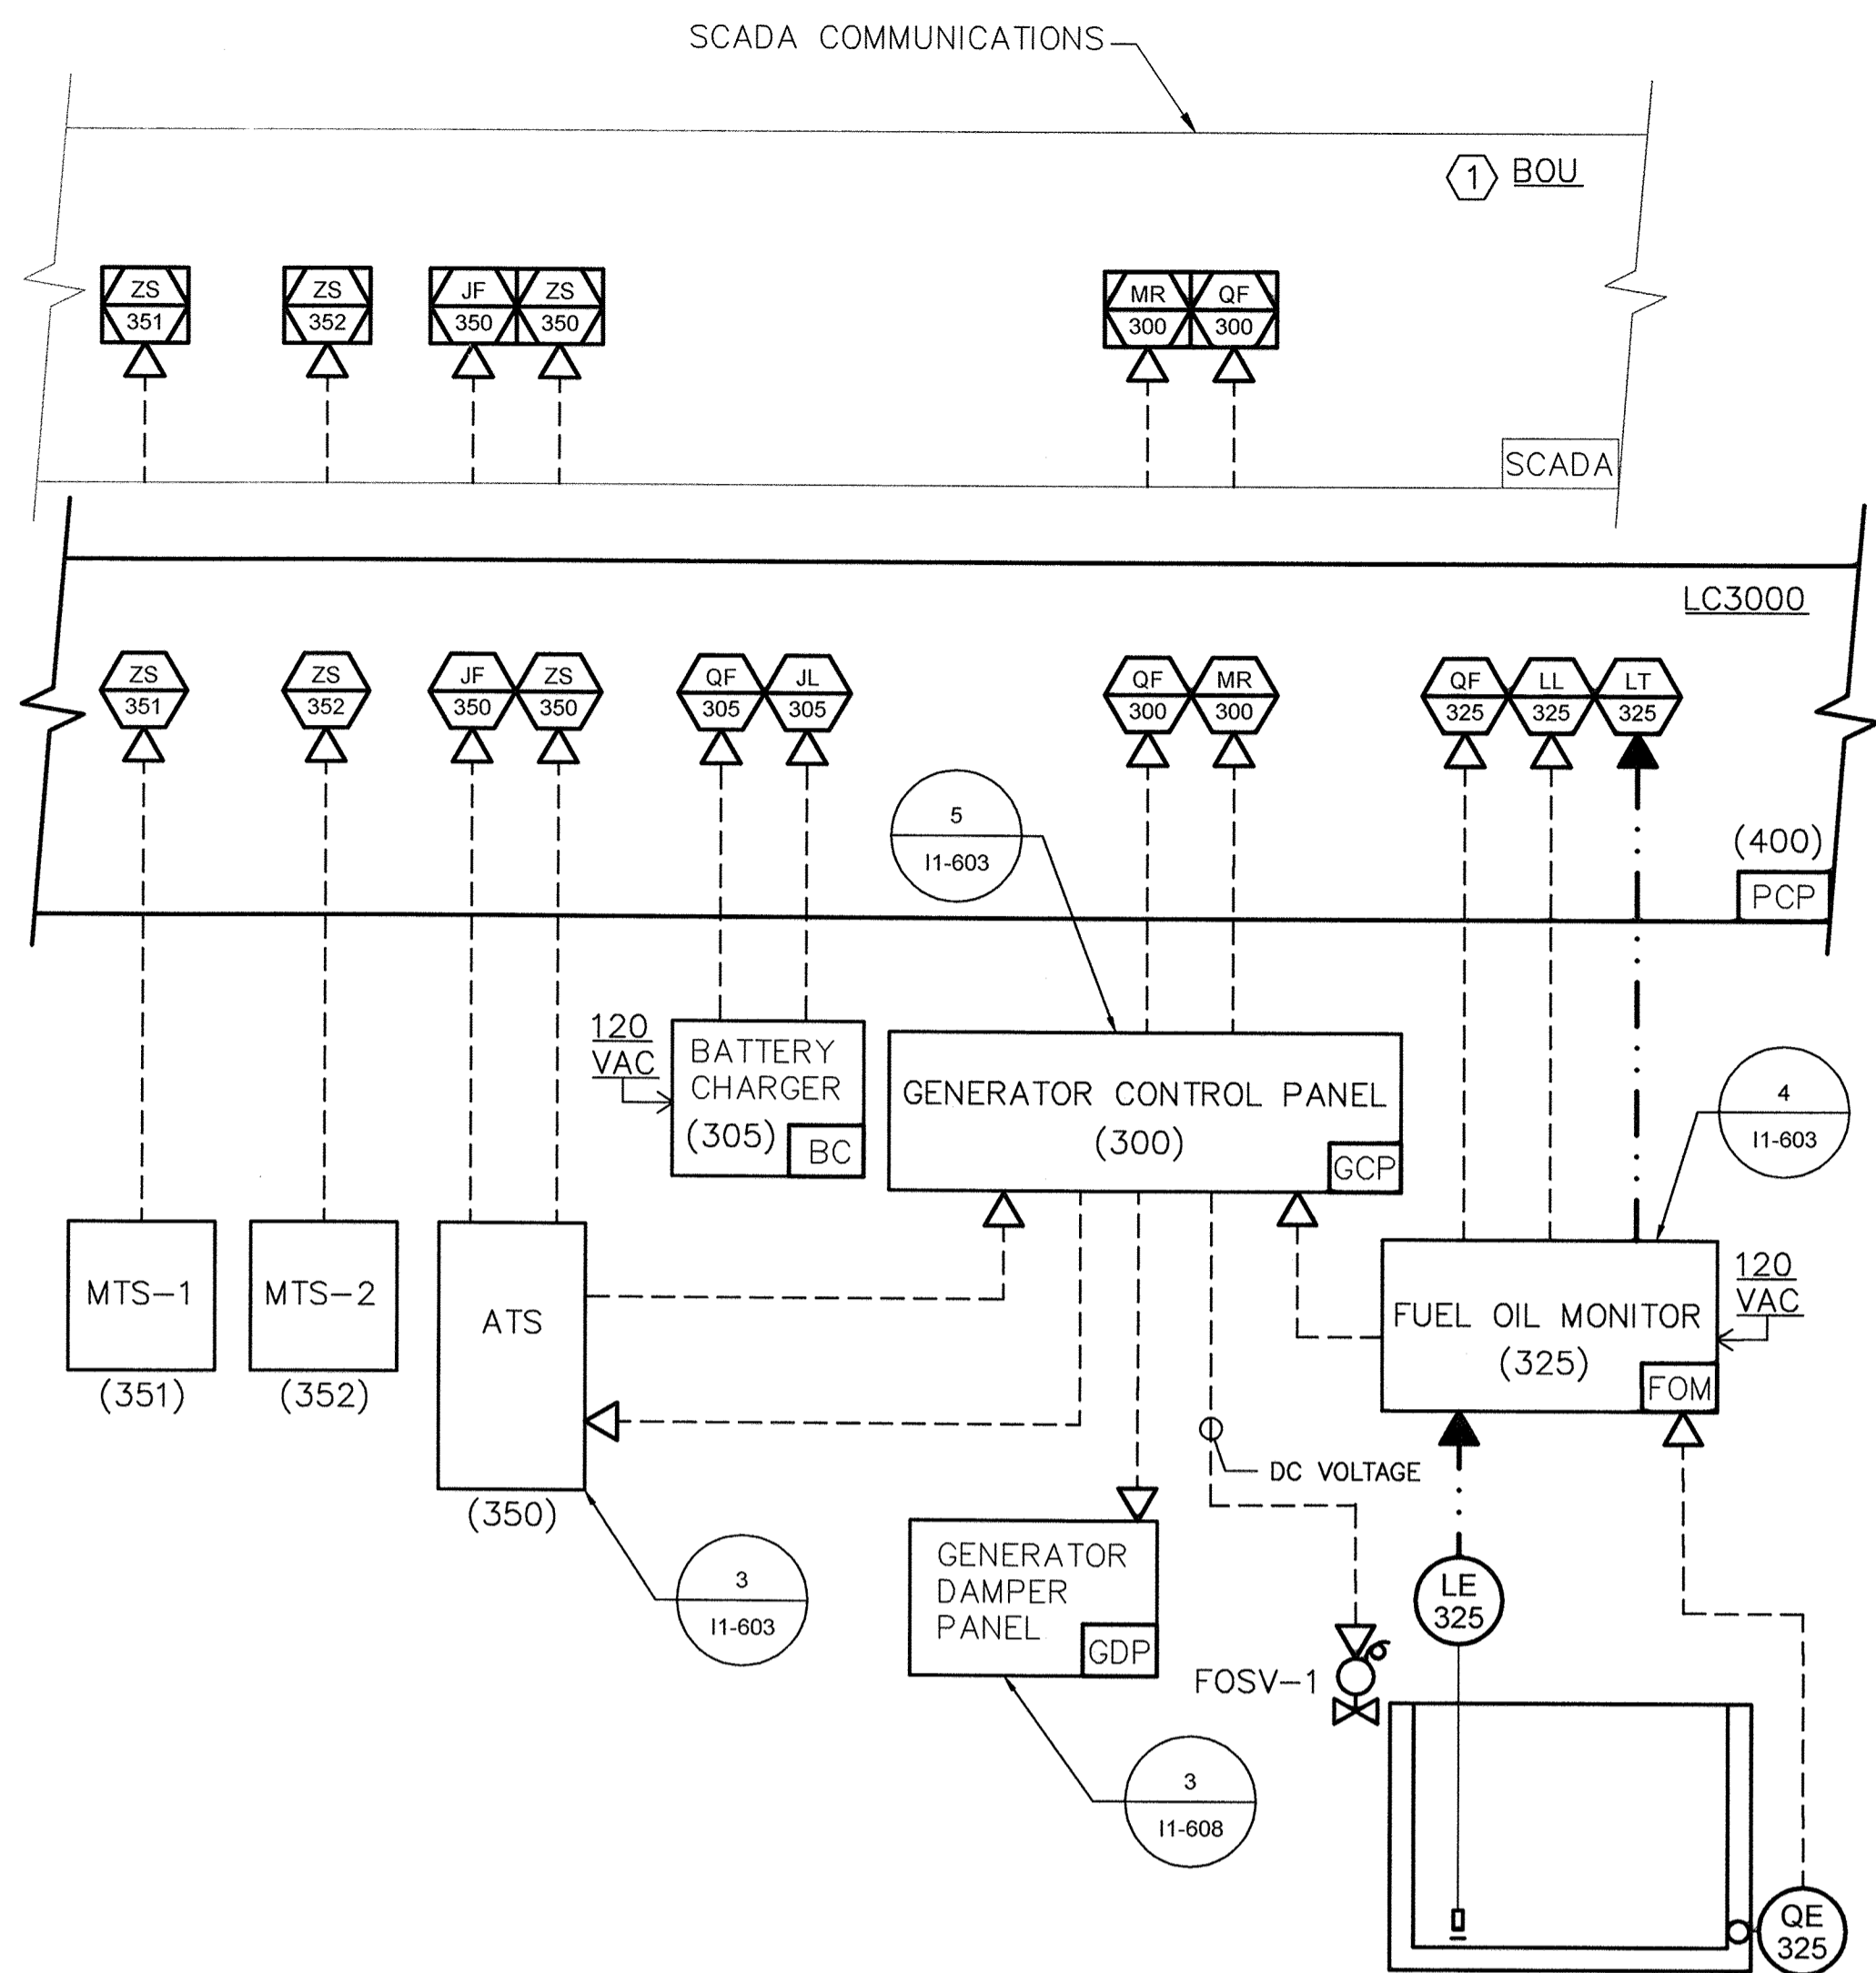 SCADA COMMUNICATIONS
1 BOU
ZS
351
ZS
352
JF
350
ZS
350
MR
300
QF
300
SCADA
LC3000
ZS
351
ZS
352
JF
350
ZS
350
QF
305
JL
305
QF
300
MR
300
QF
325
LL
325
LT
325
5
I1-603
(400)
PCP
120
VAC
BATTERY
CHARGER
(305)
BC
GENERATOR CONTROL PANEL
(300)
GCP
4
I1-603
MTS-1
(351)
MTS-2
(352)
ATS
(350)
120
VAC
FUEL OIL MONITOR
(325)
FOM
DC VOLTAGE
3
I1-603
GENERATOR
DAMPER
PANEL
GDP
LE
325
FOSV-1
3
I1-608
QE
325